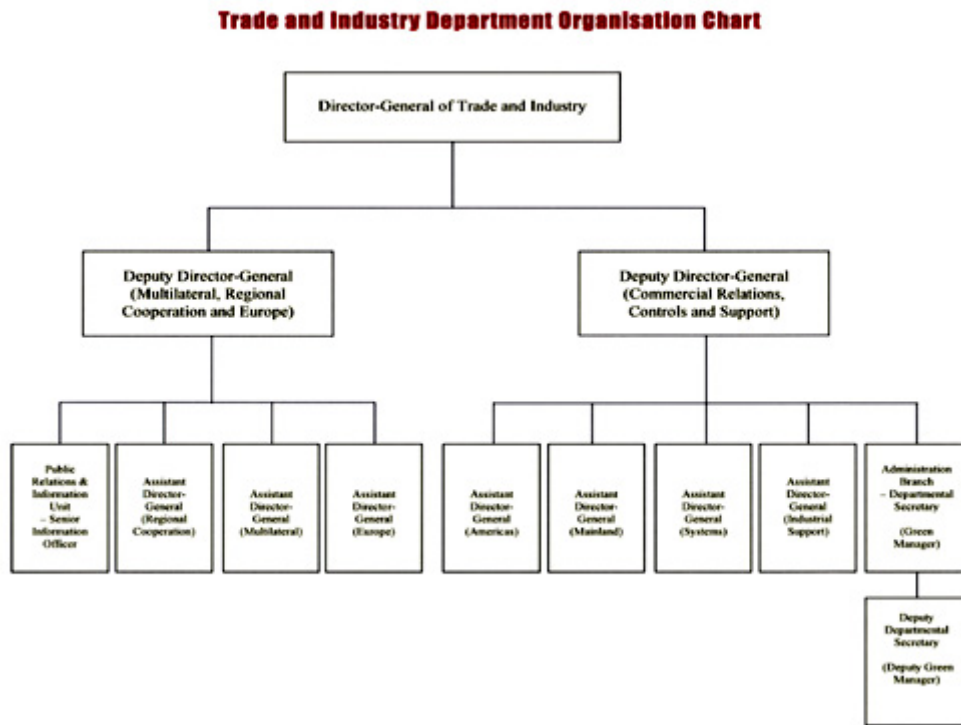 Trade and Industry Department Organisation Chart
Director-General of Trade and Industry
Deputy Director-General
(Multilateral, Regional
Cooperation and Europe)
Deputy Director-General
(Commercial Relations,
Controls and Support)
Public
Relations &
Information
Unit
– Senior
Information
Officer
Assistant
Director-
General
(Regional
Cooperation)
Assistant
Director-
General
(Multilateral)
Assistant
Director-
General
(Europe)
Assistant
Director-
General
(Americas)
Assistant
Director-
General
(Mainland)
Assistant
Director-
General
(Systems)
Assistant
Director-
General
(Industrial
Support)
Administration
Branch
– Departmental
Secretary
(Green
Manager)
Deputy
Departmental
Secretary
(Deputy Green
Manager)